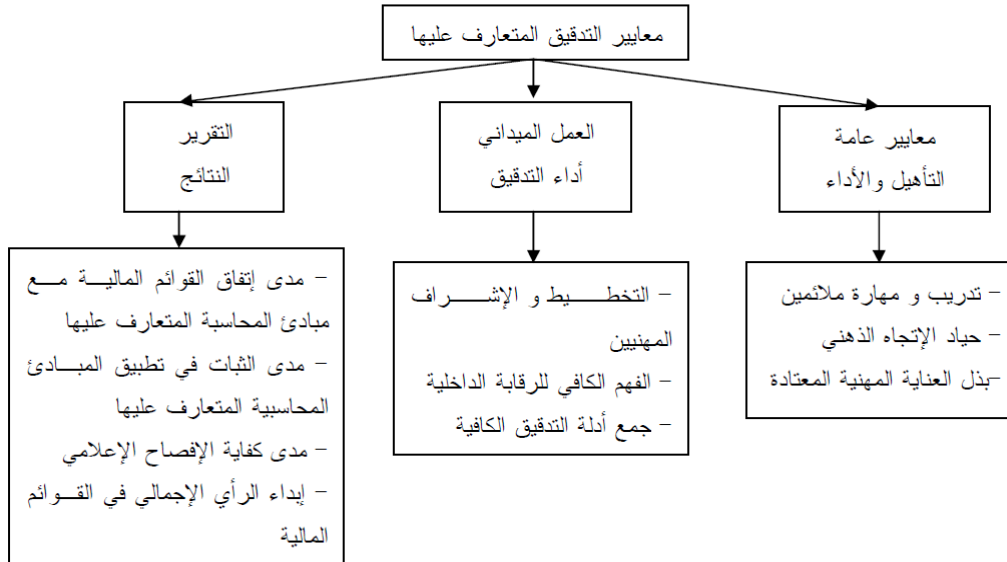 معايير التدقيق المتعارف عليها
معايير عامة
التأهيل والأداء
العمل الميداني
أداء التدقيق
التقرير
النتائج
- تدريب و مهارة ملائمين
- حياد الإتجاه الذهني
-بذل العناية المهنية المعتادة
- التخطيط و الإشراف
المهنيين
- الفهم الكافي للرقابة الداخلية
- جمع أدلة التدقيق الكافية
- مدى إتفاق القوائم المالية مع
مبادئ المحاسبة المتعارف عليها
- مدى الثبات في تطبيق المبادئ
المحاسبية المتعارف عليها
- مدى كفاية الإفصاح الإعلامي
- إبداء الرأي الإجمالي في القوائم
المالية